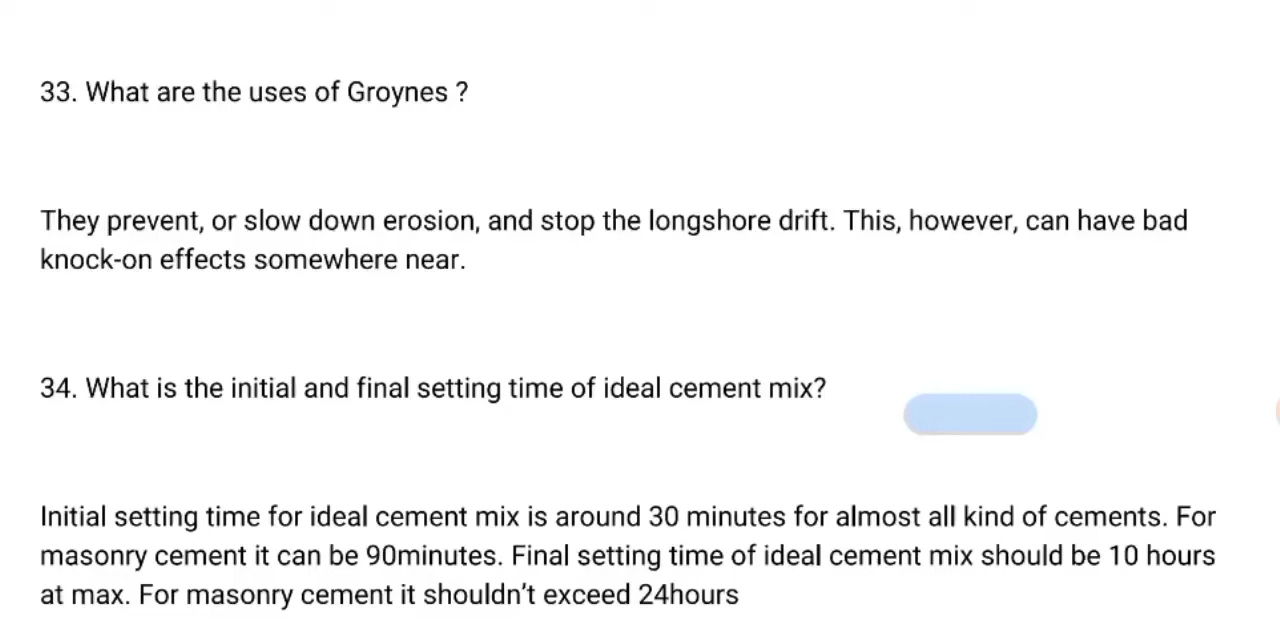 33. What are the uses of Groynes ?
They prevent, or slow down erosion, and stop the longshore drift. This, however, can have bad
knock-on effects somewhere near.
34. What is the initial and final setting time of ideal cement mix?
Initial setting time for ideal cement mix is around 30 minutes for almost all kind of cements. For
masonry cement it can be 90minutes. Final setting time of ideal cement mix should be 10 hours
at max. For masonry cement it shouldn’t exceed 24hours